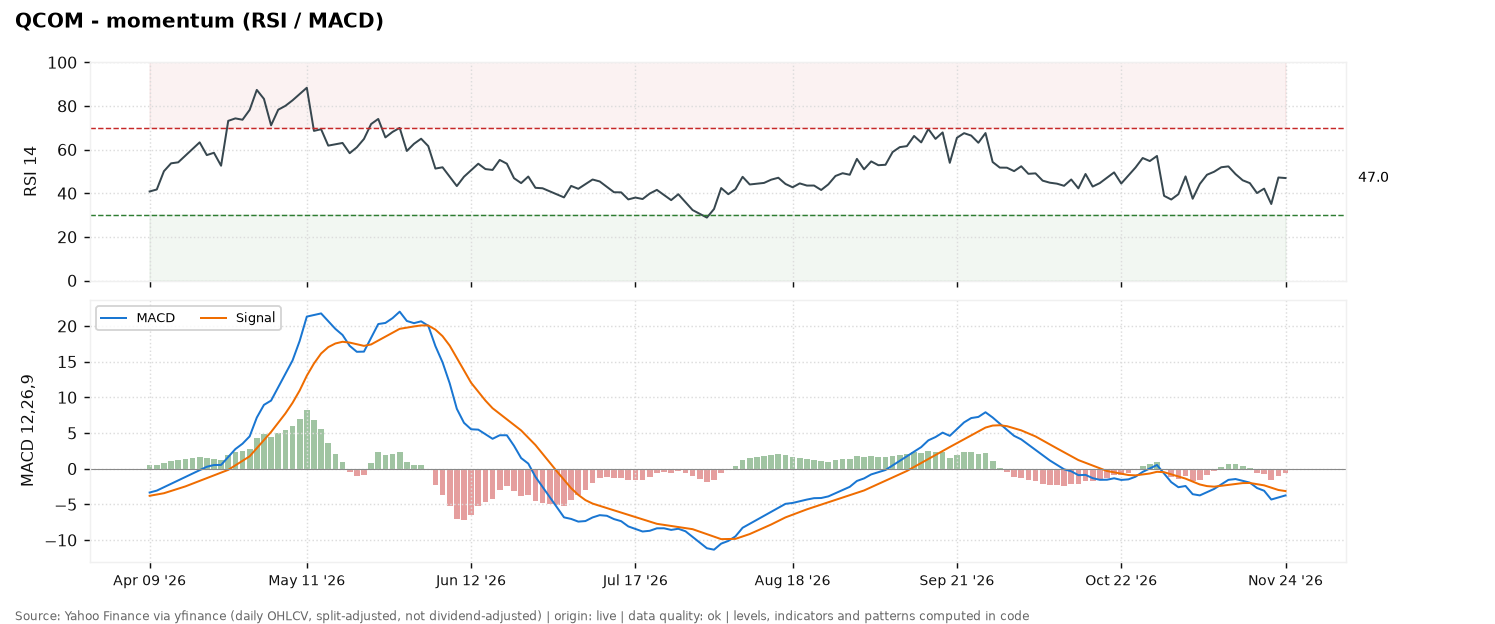 QCOM - momentum (RSI / MACD)
100
80
60
40
20
0
RSI 14
47.0
MACD
Signal
20
15
10
5
0
−5
−10
MACD 12,26,9
Apr 09 '26
May 11 '26
Jun 12 '26
Jul 17 '26
Aug 18 '26
Sep 21 '26
Oct 22 '26
Nov 24 '26
Source: Yahoo Finance via yfinance (daily OHLCV, split-adjusted, not dividend-adjusted) | origin: live | data quality: ok | levels, indicators and patterns computed in code